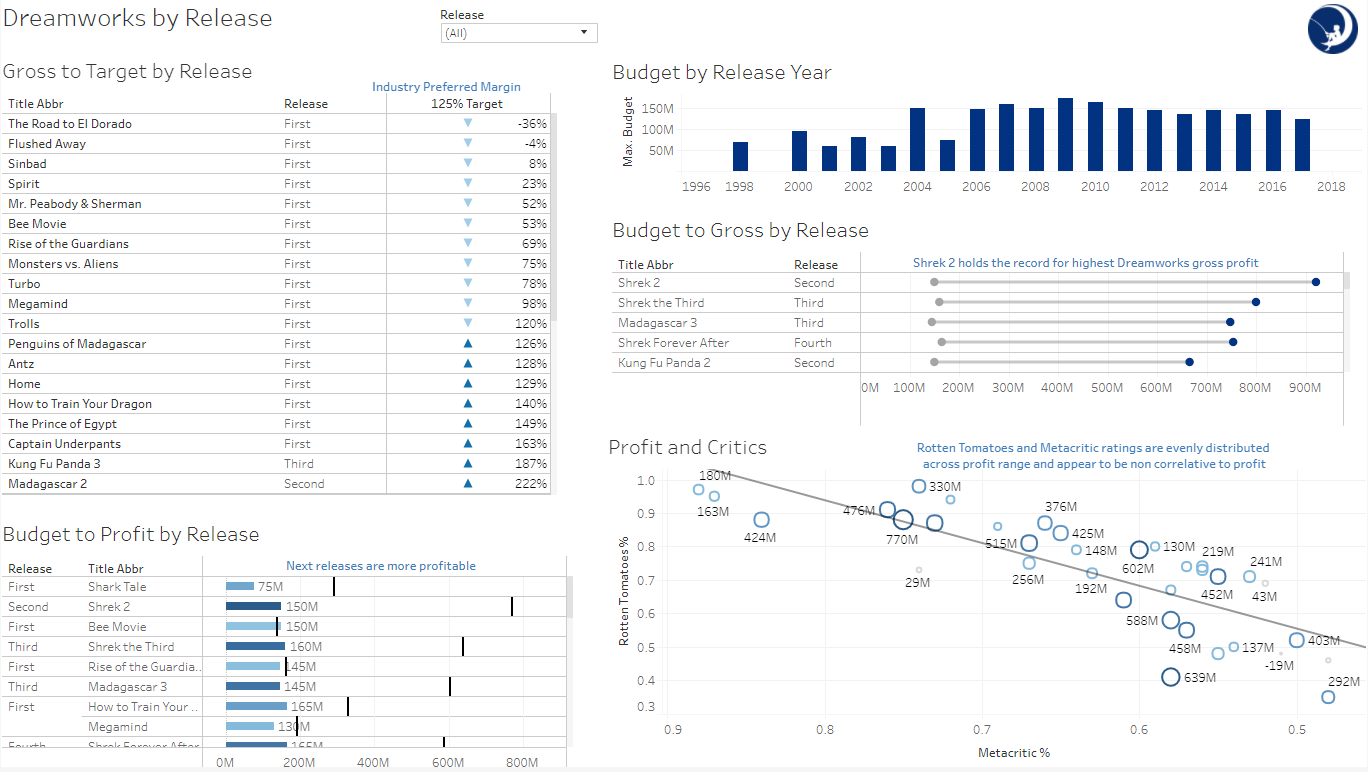 Dreamworks by Release
Release
(All)
Gross to Target by Release
Industry Preferred Margin
Title Abbr Release 125% Target
The Road to El Dorado First -36%
Flushed Away First -4%
Sinbad First 8%
Spirit First 23%
Mr. Peabody & Sherman First 52%
Bee Movie First 53%
Rise of the Guardians First 69%
Monsters vs. Aliens First 75%
Turbo First 78%
Megamind First 98%
Trolls First 120%
Penguins of Madagascar First 126%
Antz First 128%
Home First 129%
How to Train Your Dragon First 140%
The Prince of Egypt First 149%
Captain Underpants First 163%
Kung Fu Panda 3 Third 187%
Madagascar 2 Second 222%
Budget to Profit by Release
Next releases are more profitable
Release Title Abbr
First Shark Tale 75M
Second Shrek 2 150M
First Bee Movie 150M
Third Shrek the Third 160M
First Rise of the Guardia.. 145M
Third Madagascar 3 145M
First How to Train Your .. 165M
Megamind 130M
Fourth Shrek Forever After 165M
0M 200M 400M 600M 800M
Budget by Release Year
Max. Budget
150M
100M
50M
1996 1998 2000 2002 2004 2006 2008 2010 2012 2014 2016 2018
Budget to Gross by Release
Shrek 2 holds the record for highest Dreamworks gross profit
Title Abbr Release
Shrek 2 Second
Shrek the Third Third
Madagascar 3 Third
Shrek Forever After Fourth
Kung Fu Panda 2 Second
0M 100M 200M 300M 400M 500M 600M 700M 800M 900M
Profit and Critics
Rotten Tomatoes and Metacritic ratings are evenly distributed
across profit range and appear to be non correlative to profit
Rotten Tomatoes %
1.0
0.9
0.8
0.7
0.6
0.5
0.4
0.3
180M
330M
163M
476M
376M
424M
770M
425M
515M
148M
602M
130M
219M
241M
29M
256M
192M
452M
43M
588M
458M
137M
403M
-19M
639M
292M
0.9 0.8 0.7 0.6 0.5
Metacritic %